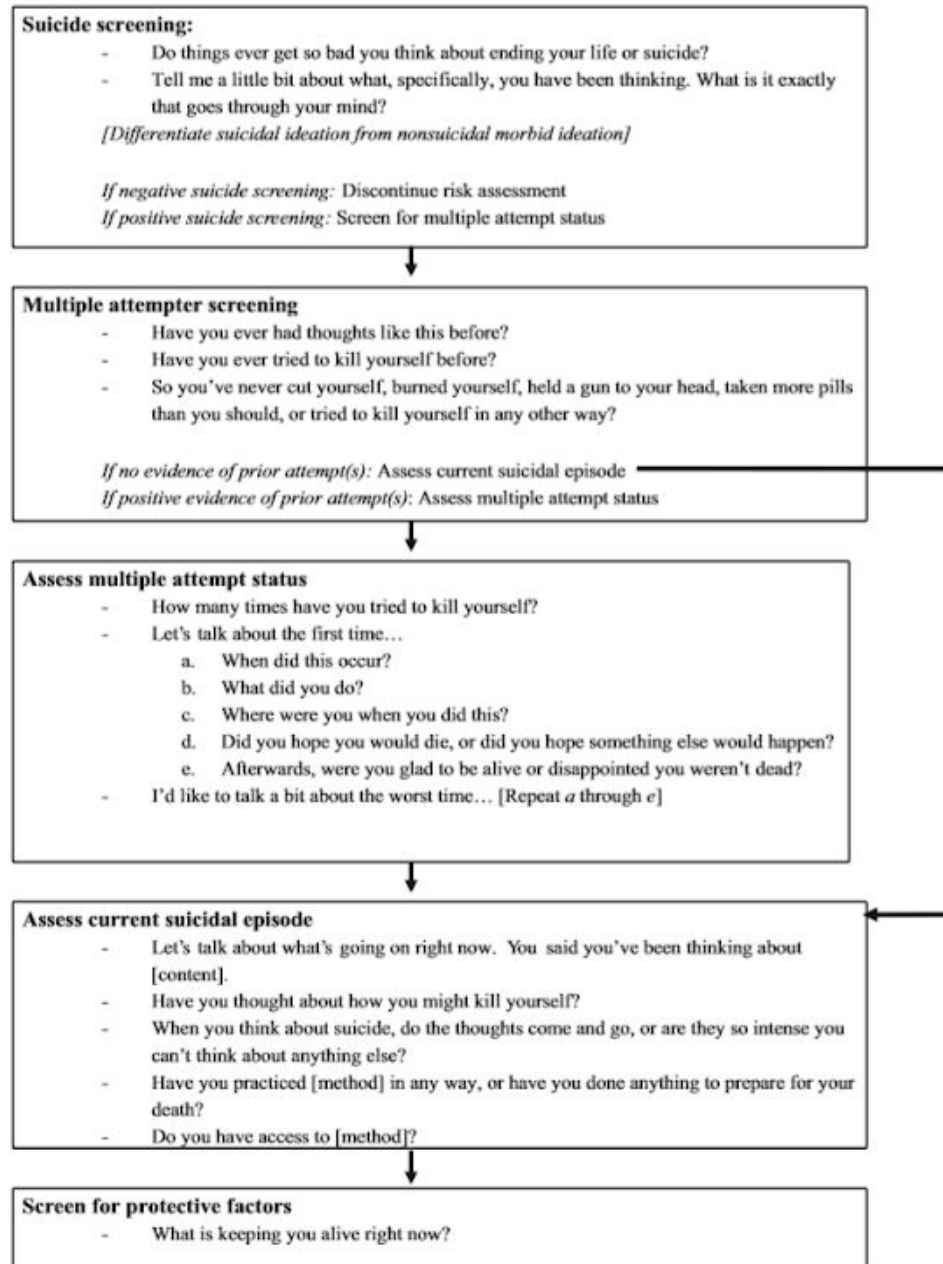 Suicide screening:
- Do things ever get so bad you think about ending your life or suicide?
- Tell me a little bit about what, specifically, you have been thinking. What is it exactly
that goes through your mind?
[Differentiate suicidal ideation from nonsuicidal morbid ideation]
If negative suicide screening: Discontinue risk assessment
If positive suicide screening: Screen for multiple attempt status
Multiple attempter screening
- Have you ever had thoughts like this before?
- Have you ever tried to kill yourself before?
- So you've never cut yourself, burned yourself, held a gun to your head, taken more pills
than you should, or tried to kill yourself in any other way?
If no evidence of prior attempt(s): Assess current suicidal episode
If positive evidence of prior attempt(s): Assess multiple attempt status
Assess multiple attempt status
- How many times have you tried to kill yourself?
- Let's talk about the first time…
a. When did this occur?
b. What did you do?
c. Where were you when you did this?
d. Did you hope you would die, or did you hope something else would happen?
e. Afterwards, were you glad to be alive or disappointed you weren't dead?
- I'd like to talk a bit about the worst time… [Repeat a through e]
Assess current suicidal episode
- Let's talk about what's going on right now. You said you've been thinking about
[content].
- Have you thought about how you might kill yourself?
- When you think about suicide, do the thoughts come and go, or are they so intense you
can't think about anything else?
- Have you practiced [method] in any way, or have you done anything to prepare for your
death?
- Do you have access to [method]?
Screen for protective factors
- What is keeping you alive right now?